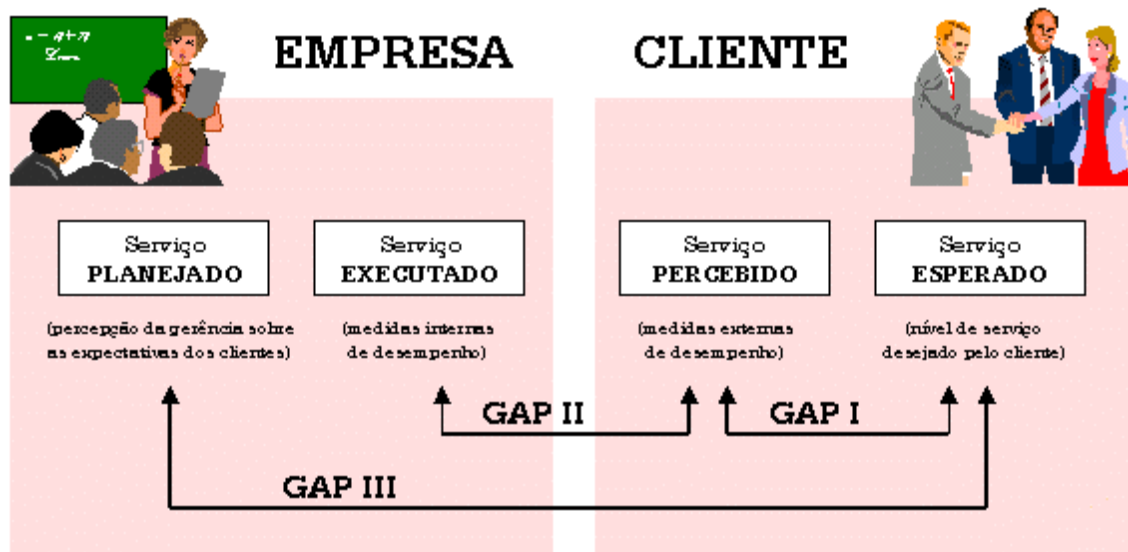 EMPRESA
CLIENTE
Serviço
PLANEJADO
(percepção da gerência sobre
as expectativas dos clientes)
Serviço
EXECUTADO
(medidas internas
de desempenho)
Serviço
PERCEBIDO
(medidas externas
de desempenho)
Serviço
ESPERADO
(nível de serviço
desejado pelo cliente)
GAP II
GAP I
GAP III